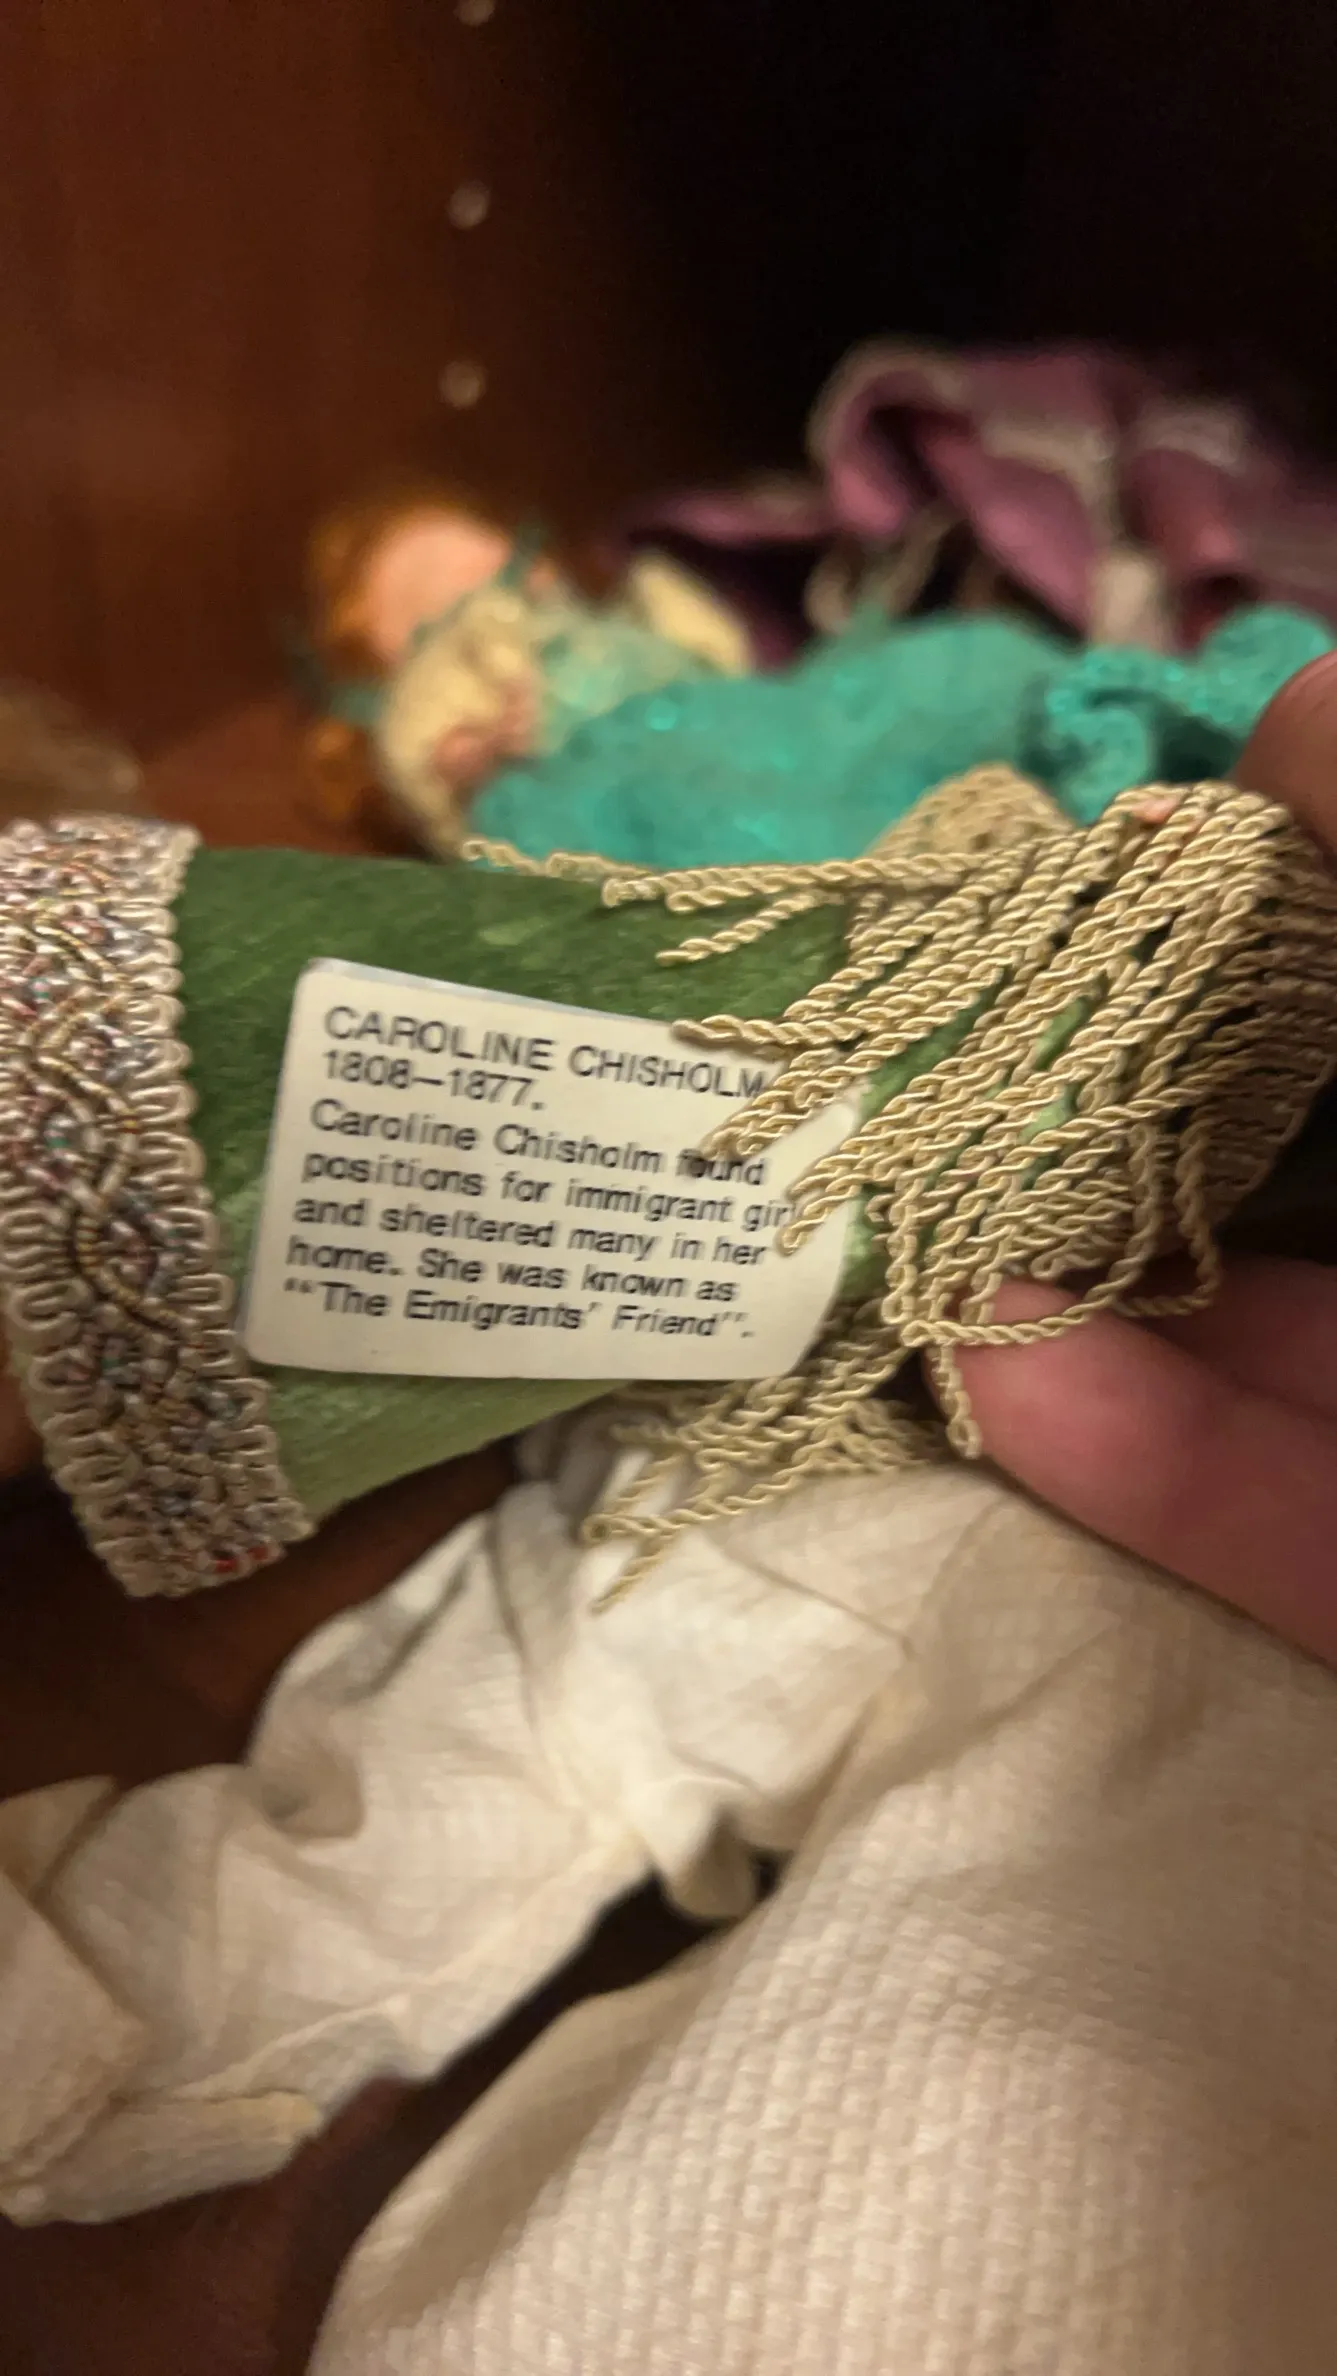 CAROLINE CHISHOLM
1808–1877.
Caroline Chisholm found
positions for immigrant girl
and sheltered many in her
home. She was known as
“The Emigrants’ Friend”.